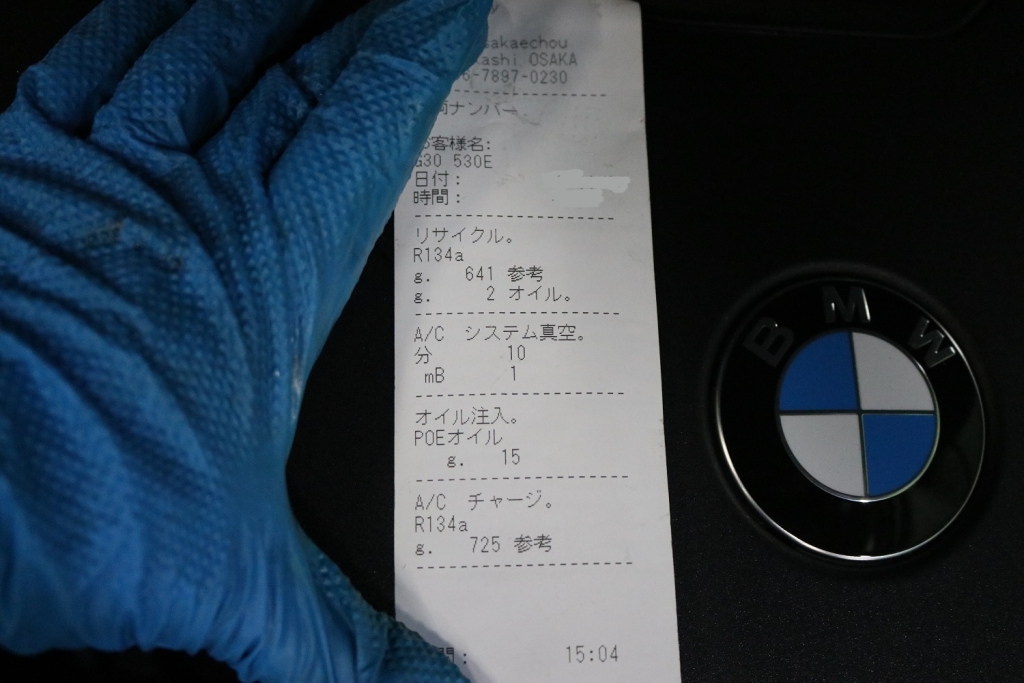 sakaechou
kashi OSAKA
6-7897-0230
両ナンバー.
客様名:
G30 530E
日付:
時間:
リサイクル。
R134a
g. 641 参考
g. 2 オイル。
A/C システム真空。
分 10
mB 1
オイル注入。
POEオイル
g. 15
A/C チャージ。
R134a
g. 725 参考
間: 15:04
BMW